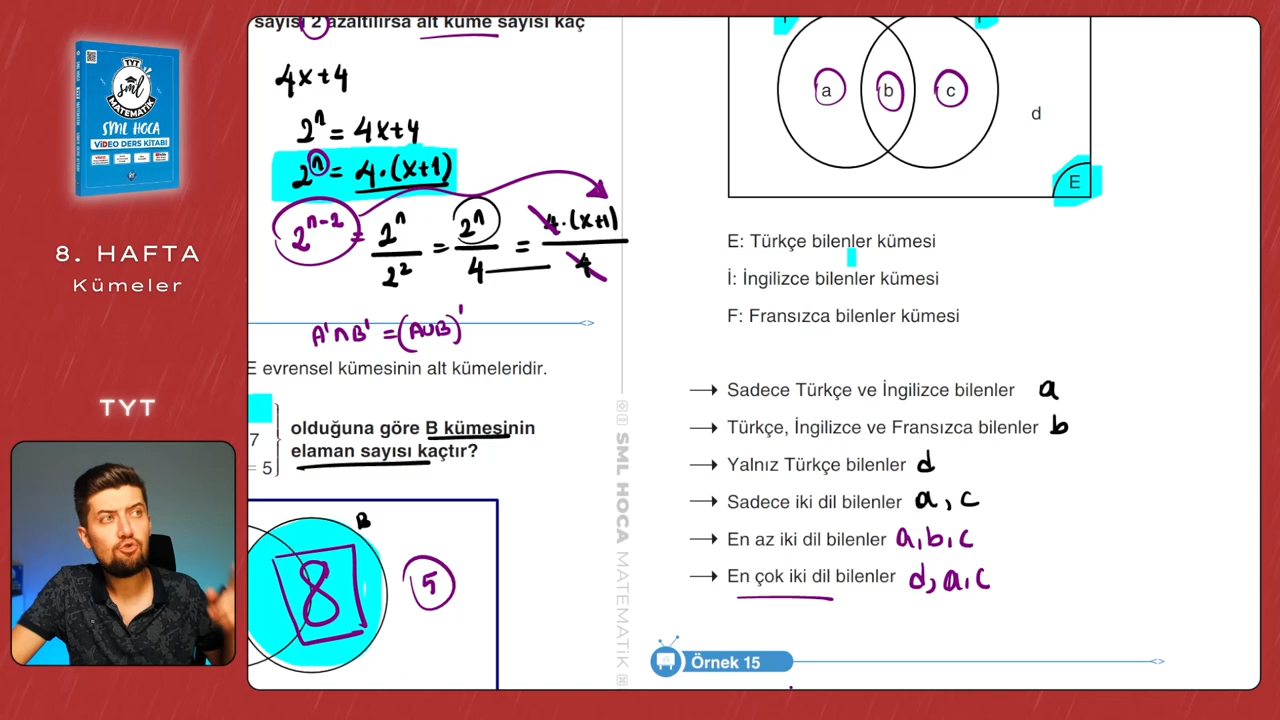 TYT
sml
MATEMATİK
SML HOCA
VİDEO DERS KİTABI
8. HAFTA
Kümeler
TYT
sayısı 2 azaltılırsa alt küme sayısı kaç
4x+4
2ⁿ = 4x+4
2ⁿ = 4·(x+1)
2ⁿ⁻² = 2ⁿ/2² = 2ⁿ/4 = 4·(x+1)/4
A'∩B' = (A∪B)'
E evrensel kümesinin alt kümeleridir.
7
= 5
olduğuna göre B kümesinin
elaman sayısı kaçtır?
B
8
5
SML HOCA MATEMATİK
a b c
d
E
E: Türkçe bilenler kümesi
İ: İngilizce bilenler kümesi
F: Fransızca bilenler kümesi
→ Sadece Türkçe ve İngilizce bilenler a
→ Türkçe, İngilizce ve Fransızca bilenler b
→ Yalnız Türkçe bilenler d
→ Sadece iki dil bilenler a, c
→ En az iki dil bilenler a, b, c
→ En çok iki dil bilenler d, a, c
Örnek 15